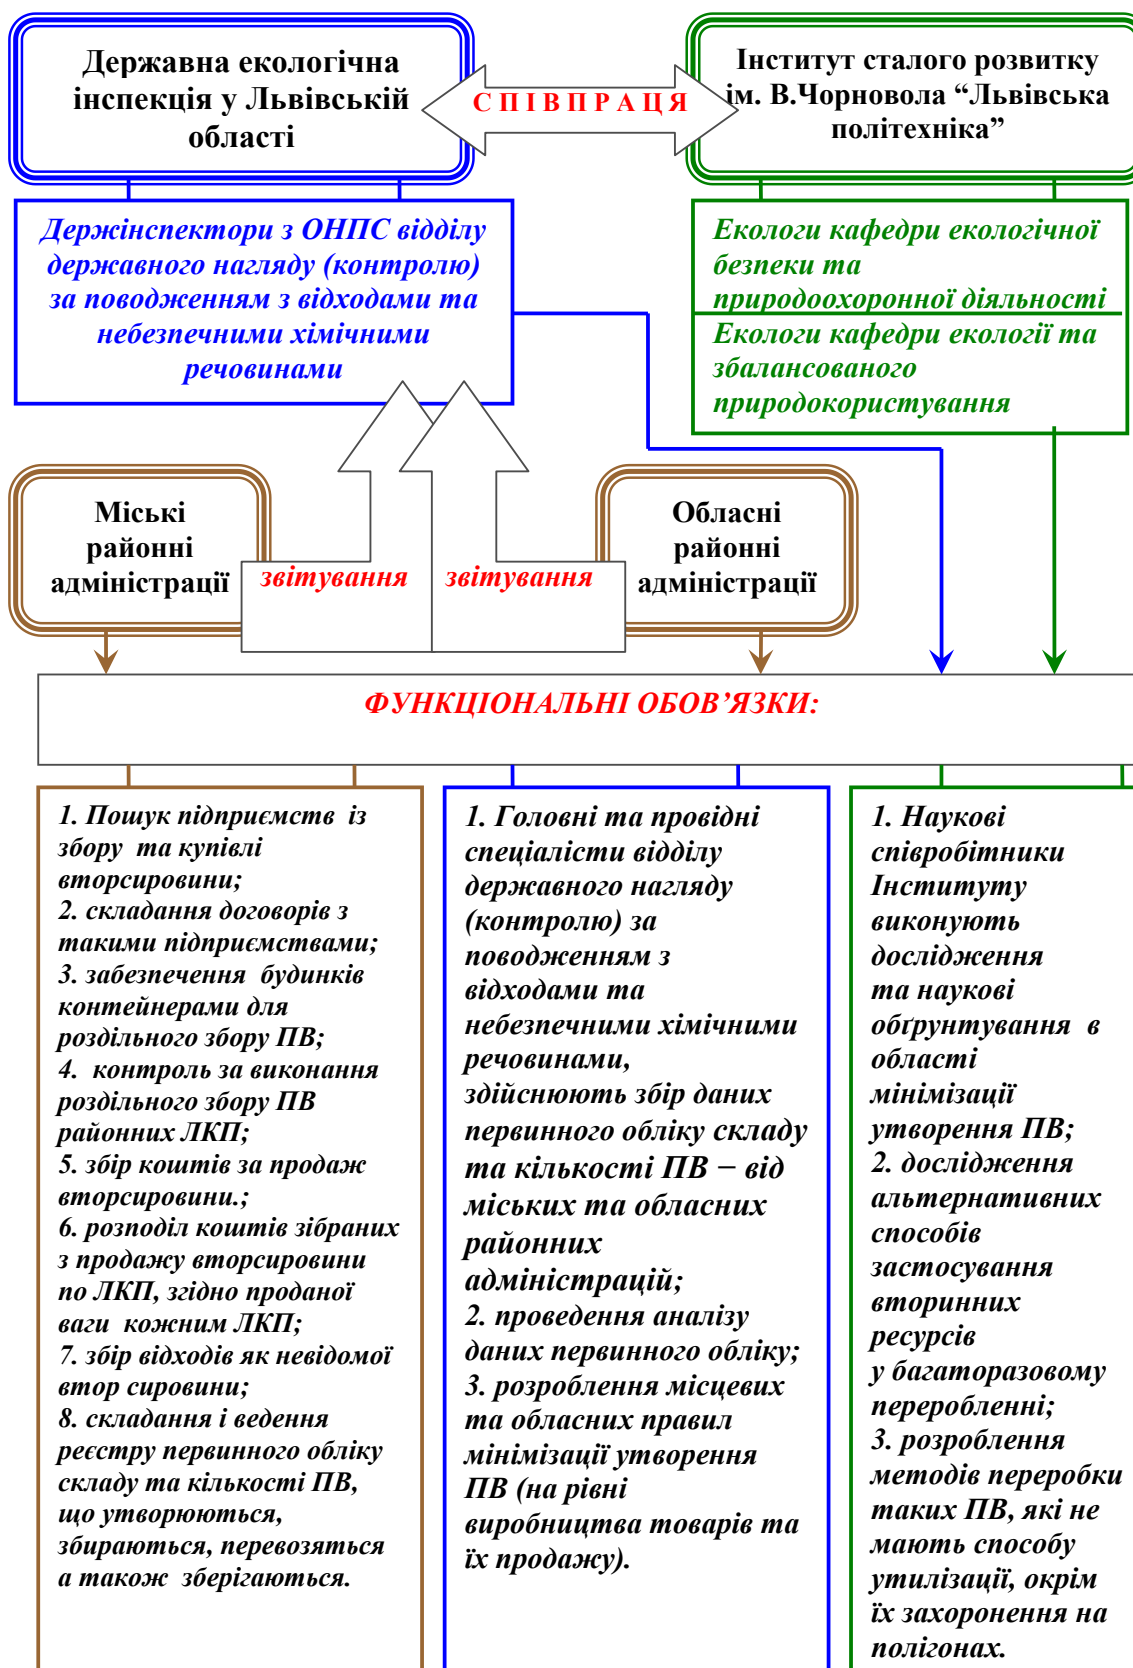 Державна екологічна
інспекція у Львівській
області
С П І В П Р А Ц Я
Інститут сталого розвитку
ім. В.Чорновола “Львівська
політехніка”
Держінспектори з ОНПС відділу
державного нагляду (контролю)
за поводженням з відходами та
небезпечними хімічними
речовинами
Екологи кафедри екологічної
безпеки та
природоохоронної діяльності
Екологи кафедри екології та
збалансованого
природокористування
Міські
районні
адміністрації
звітування
звітування
Обласні
районні
адміністрації
ФУНКЦІОНАЛЬНІ ОБОВ’ЯЗКИ:
1. Пошук підприємств із
збору та купівлі
вторсировини;
2. складання договорів з
такими підприємствами;
3. забезпечення будинків
контейнерами для
роздільного збору ПВ;
4. контроль за виконання
роздільного збору ПВ
районних ЛКП;
5. збір коштів за продаж
вторсировини.;
6. розподіл коштів зібраних
з продажу вторсировини
по ЛКП, згідно проданої
ваги кожним ЛКП;
7. збір відходів як невідомої
втор сировини;
8. складання і ведення
реєстру первинного обліку
складу та кількості ПВ,
що утворюються,
збираються, перевозяться
а також зберігаються.
1. Головні та провідні
спеціалісти відділу
державного нагляду
(контролю) за
поводженням з
відходами та
небезпечними хімічними
речовинами,
здійснюють збір даних
первинного обліку складу
та кількості ПВ − від
міських та обласних
районних
адміністрацій;
2. проведення аналізу
даних первинного обліку;
3. розроблення місцевих
та обласних правил
мінімізації утворення
ПВ (на рівні
виробництва товарів та
їх продажу).
1. Наукові
співробітники
Інституту
виконують
дослідження
та наукові
обґрунтування в
області
мінімізації
утворення ПВ;
2. дослідження
альтернативних
способів
застосування
вторинних
ресурсів
у багаторазовому
переробленні;
3. розроблення
методів переробки
таких ПВ, які не
мають способу
утилізації, окрім
їх захоронення на
полігонах.